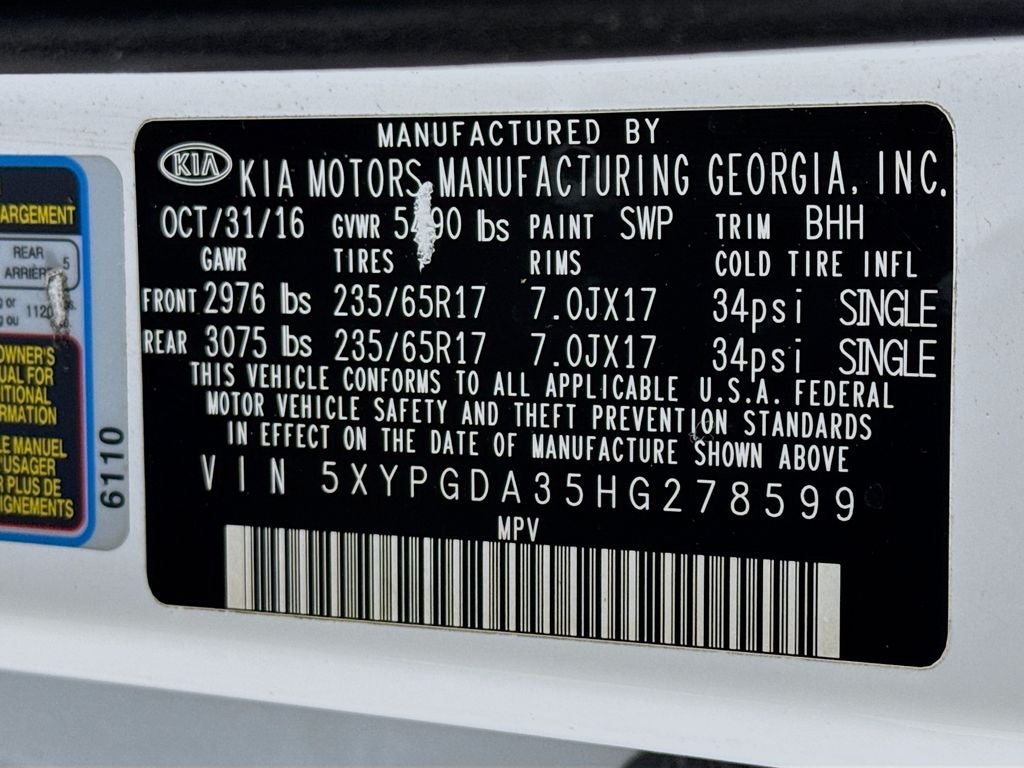 ARGEMENT
REAR
5
or
ou 1120
OWNER'S
UAL FOR
ITIONAL
RMATION
LE MANUEL
'USAGER
R PLUS DE
IGNEMENTS
6110
MANUFACTURED BY
KIA KIA MOTORS MANUFACTURING GEORGIA, INC.
OCT/31/16 GVWR lbs PAINT SWP TRIM BHH
GAWR TIRES RIMS COLD TIRE INFL
FRONT 2976 lbs 235/65R17 7.0JX17 34psi SINGLE
REAR 3075 lbs 235/65R17 7.0JX17 34psi SINGLE
THIS VEHICLE CONFORMS TO ALL APPLICABLE U.S.A. FEDERAL
MOTOR VEHICLE SAFETY AND THEFT PREVENTION STANDARDS
IN EFFECT ON THE DATE OF MANUFACTURE SHOWN ABOVE
VIN 5XYPGDA35HG278599
MPV